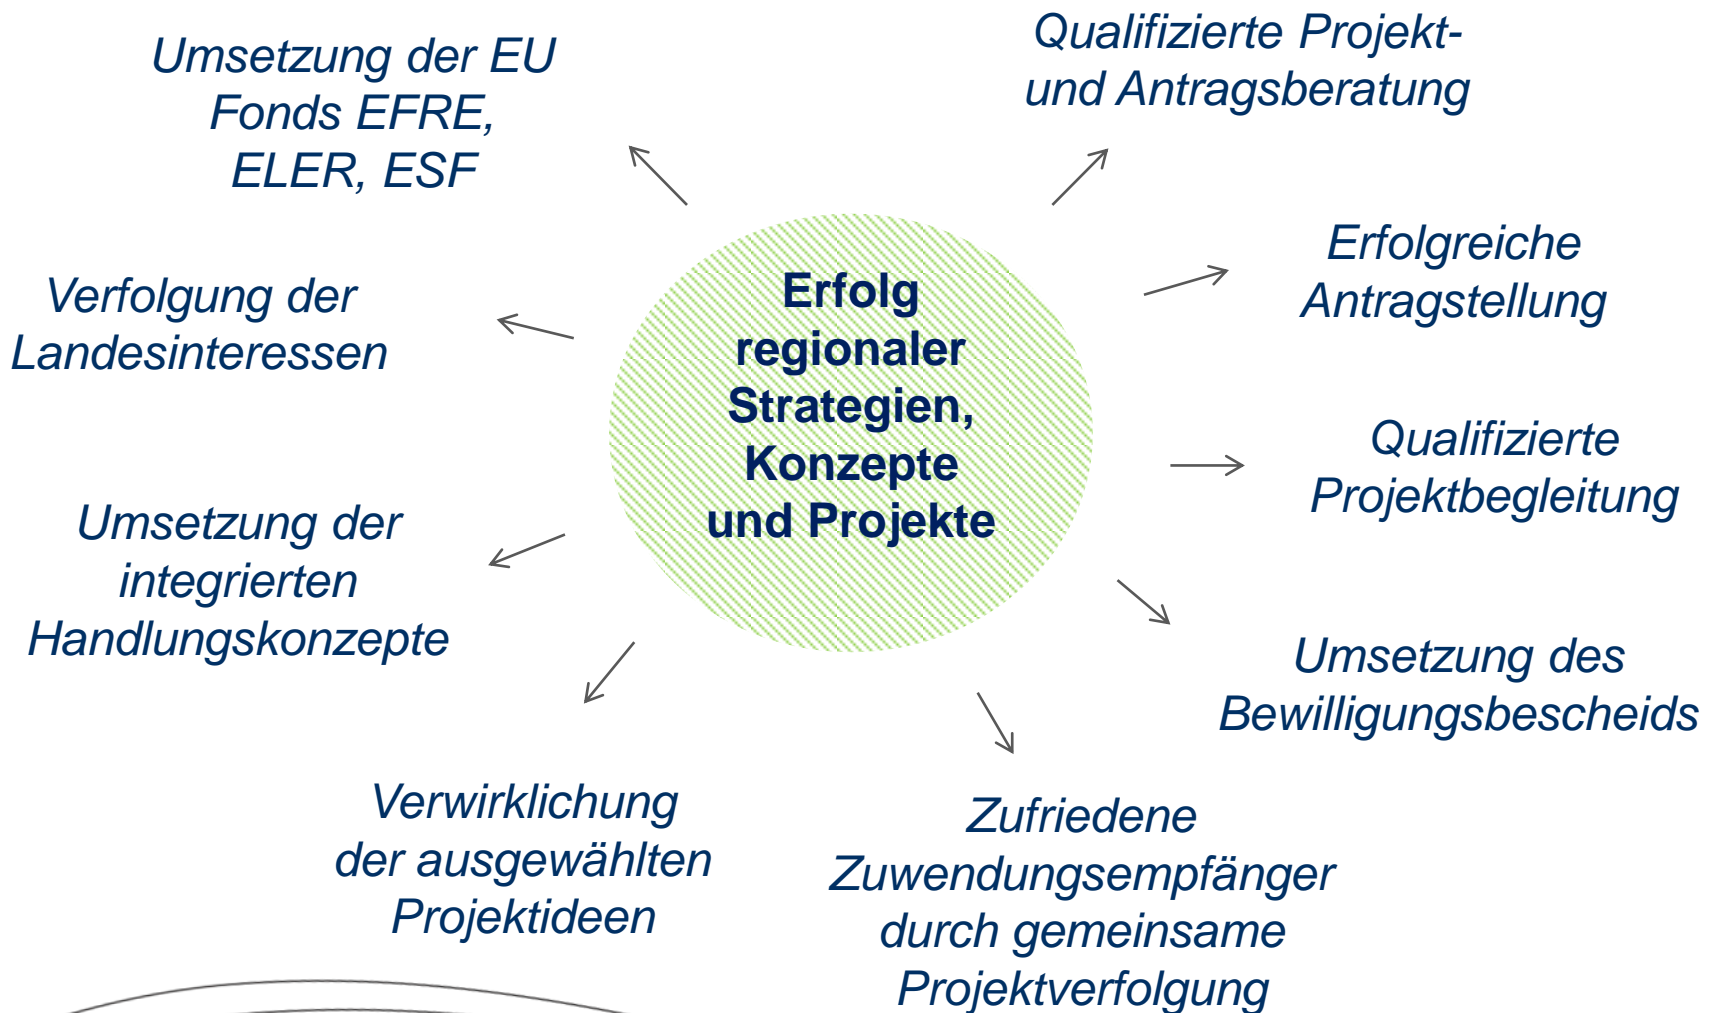 Umsetzung der EU
Fonds EFRE,
ELER, ESF
Qualifizierte Projekt-
und Antragsberatung
Erfolgreiche
Antragstellung
Verfolgung der
Landesinteressen
Erfolg
regionaler
Strategien,
Konzepte
und Projekte
Qualifizierte
Projektbegleitung
Umsetzung der
integrierten
Handlungskonzepte
Umsetzung des
Bewilligungsbescheids
Verwirklichung
der ausgewählten
Projektideen
Zufriedene
Zuwendungsempfänger
durch gemeinsame
Projektverfolgung